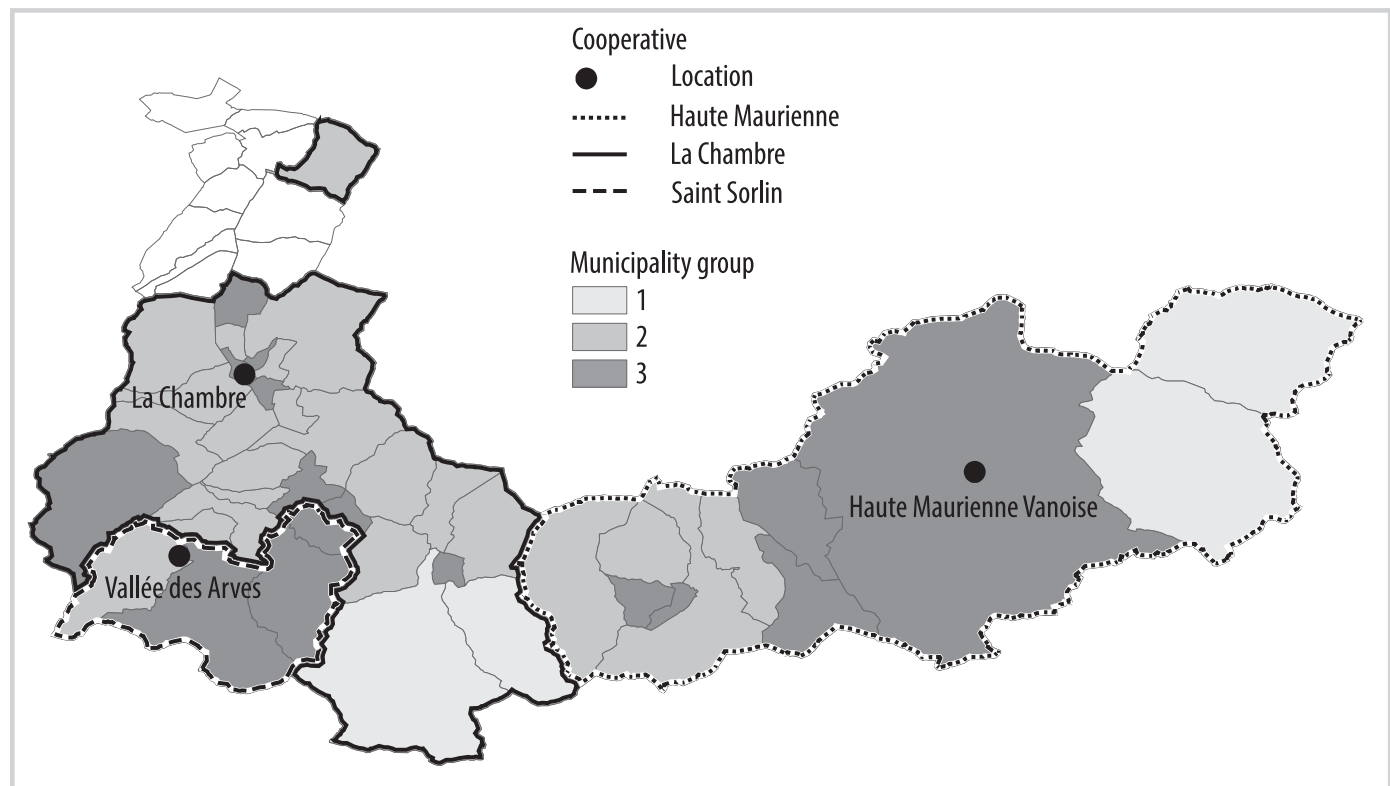 Cooperative
Location
Haute Maurienne
La Chambre
Saint Sorlin
Municipality group
1
2
3
La Chambre
Haute Maurienne Vanoise
Vallée des Arves